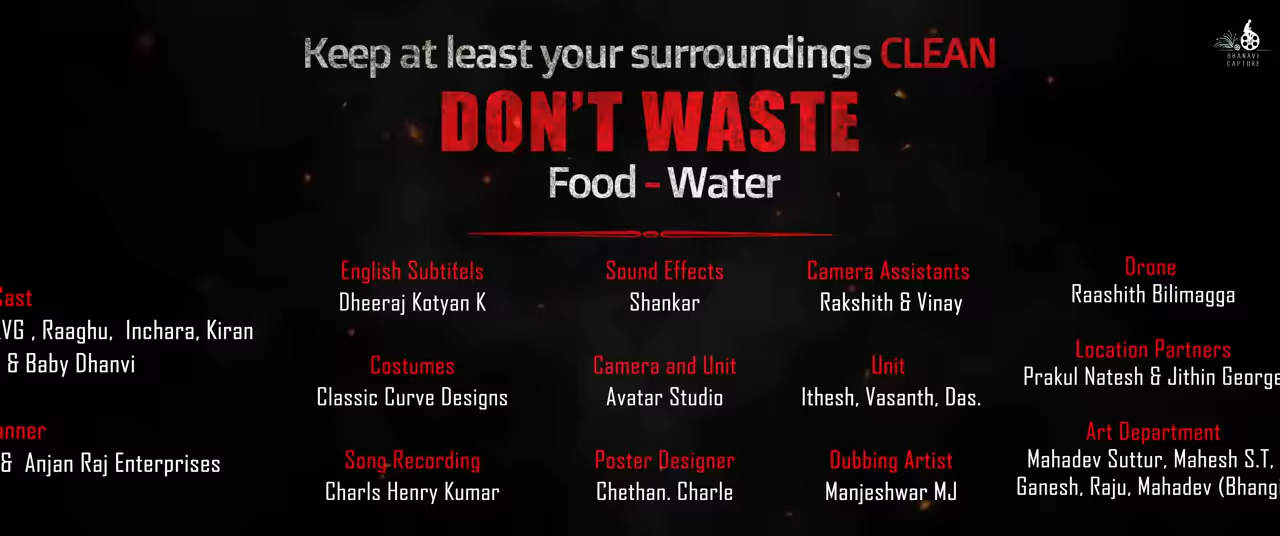 Keep at least your surroundings CLEAN
DON'T WASTE
Food - Water
BHANAVI
CAPTURE
Cast
VG , Raaghu, Inchara, Kiran
& Baby Dhanvi
anner
& Anjan Raj Enterprises
English Subtitels
Dheeraj Kotyan K
Costumes
Classic Curve Designs
Song Recording
Charls Henry Kumar
Sound Effects
Shankar
Camera and Unit
Avatar Studio
Poster Designer
Chethan. Charle
Camera Assistants
Rakshith & Vinay
Unit
Ithesh, Vasanth, Das.
Dubbing Artist
Manjeshwar MJ
Drone
Raashith Bilimagga
Location Partners
Prakul Natesh & Jithin George
Art Department
Mahadev Suttur, Mahesh S.T,
Ganesh, Raju, Mahadev (Bhangi